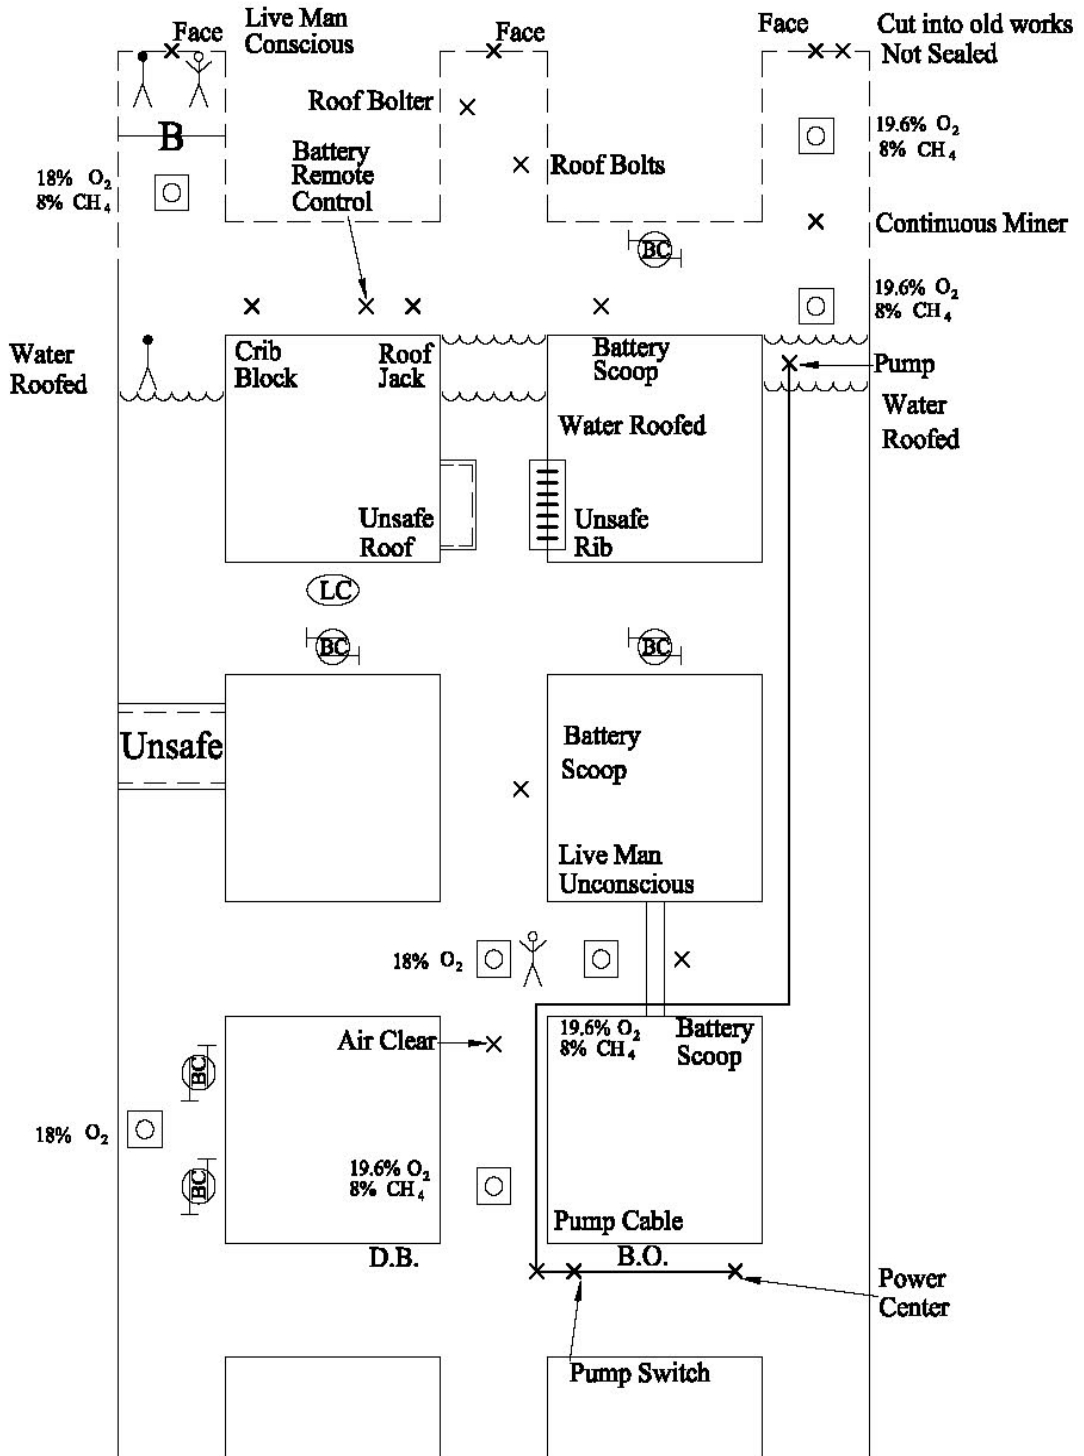 Face
Live Man
Conscious
Face
Face
Cut into old works
Not Sealed
Roof Bolter
B
Battery
Remote
Control
Roof Bolts
19.6% O₂
8% CH₄
18% O₂
8% CH₄
Continuous Miner
BC
19.6% O₂
8% CH₄
Water
Roofed
Crib
Block
Roof
Jack
Battery
Scoop
Pump
Water Roofed
Water
Roofed
Unsafe
Roof
Unsafe
Rib
LC
BC
BC
Unsafe
Battery
Scoop
Live Man
Unconscious
18% O₂
Air Clear
19.6% O₂
8% CH₄
Battery
Scoop
BC
18% O₂
BC
19.6% O₂
8% CH₄
Pump Cable
D.B.
B.O.
Power
Center
Pump Switch